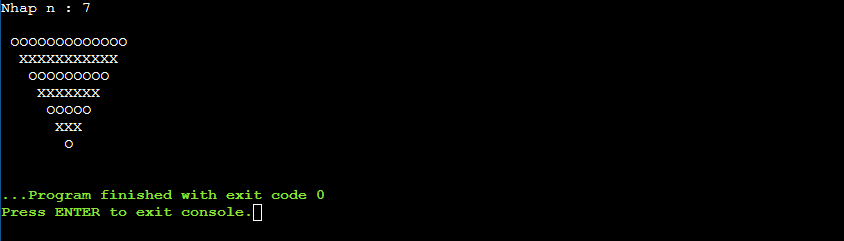 Nhap n : 7
OOOOOOOOOOOOO
XXXXXXXXXXX
OOOOOOOOO
XXXXXXX
OOOOO
XXX
O
...Program finished with exit code 0
Press ENTER to exit console.